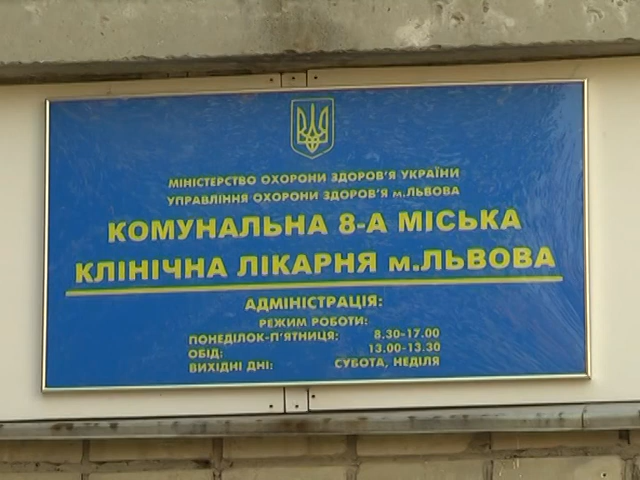 МІНІСТЕРСТВО ОХОРОНИ ЗДОРОВ'Я УКРАЇНИ
УПРАВЛІННЯ ОХОРОНИ ЗДОРОВ'Я м.ЛЬВОВА
КОМУНАЛЬНА 8-А МІСЬКА
КЛІНІЧНА ЛІКАРНЯ м.ЛЬВОВА
АДМІНІСТРАЦІЯ:
РЕЖИМ РОБОТИ:
ПОНЕДІЛОК-П'ЯТНИЦЯ: 8.30-17.00
ОБІД: 13.00-13.30
ВИХІДНІ ДНІ: СУБОТА, НЕДІЛЯ